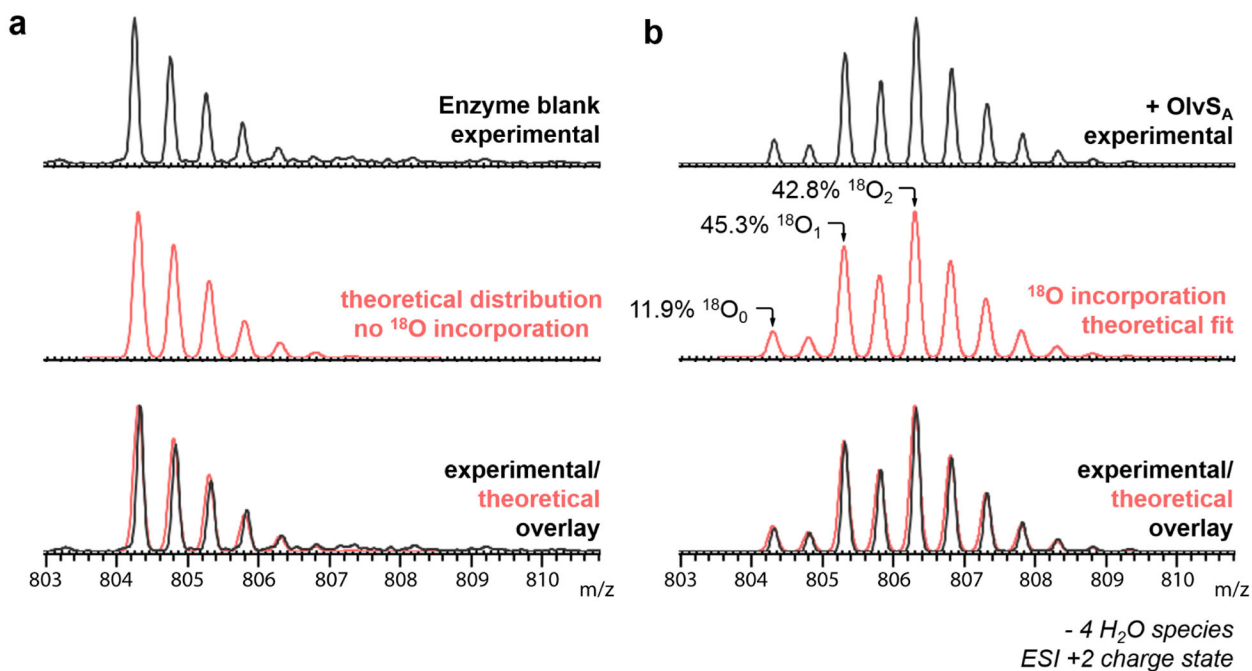 a
Enzyme blank
experimental
theoretical distribution
no ¹⁸O incorporation
experimental/
theoretical
overlay
803 804 805 806 807 808 809 810 m/z
b
+ OlvS_A
experimental
42.8% ¹⁸O₂
45.3% ¹⁸O₁
11.9% ¹⁸O₀
¹⁸O incorporation
theoretical fit
experimental/
theoretical
overlay
803 804 805 806 807 808 809 810 m/z
- 4 H₂O species
ESI +2 charge state